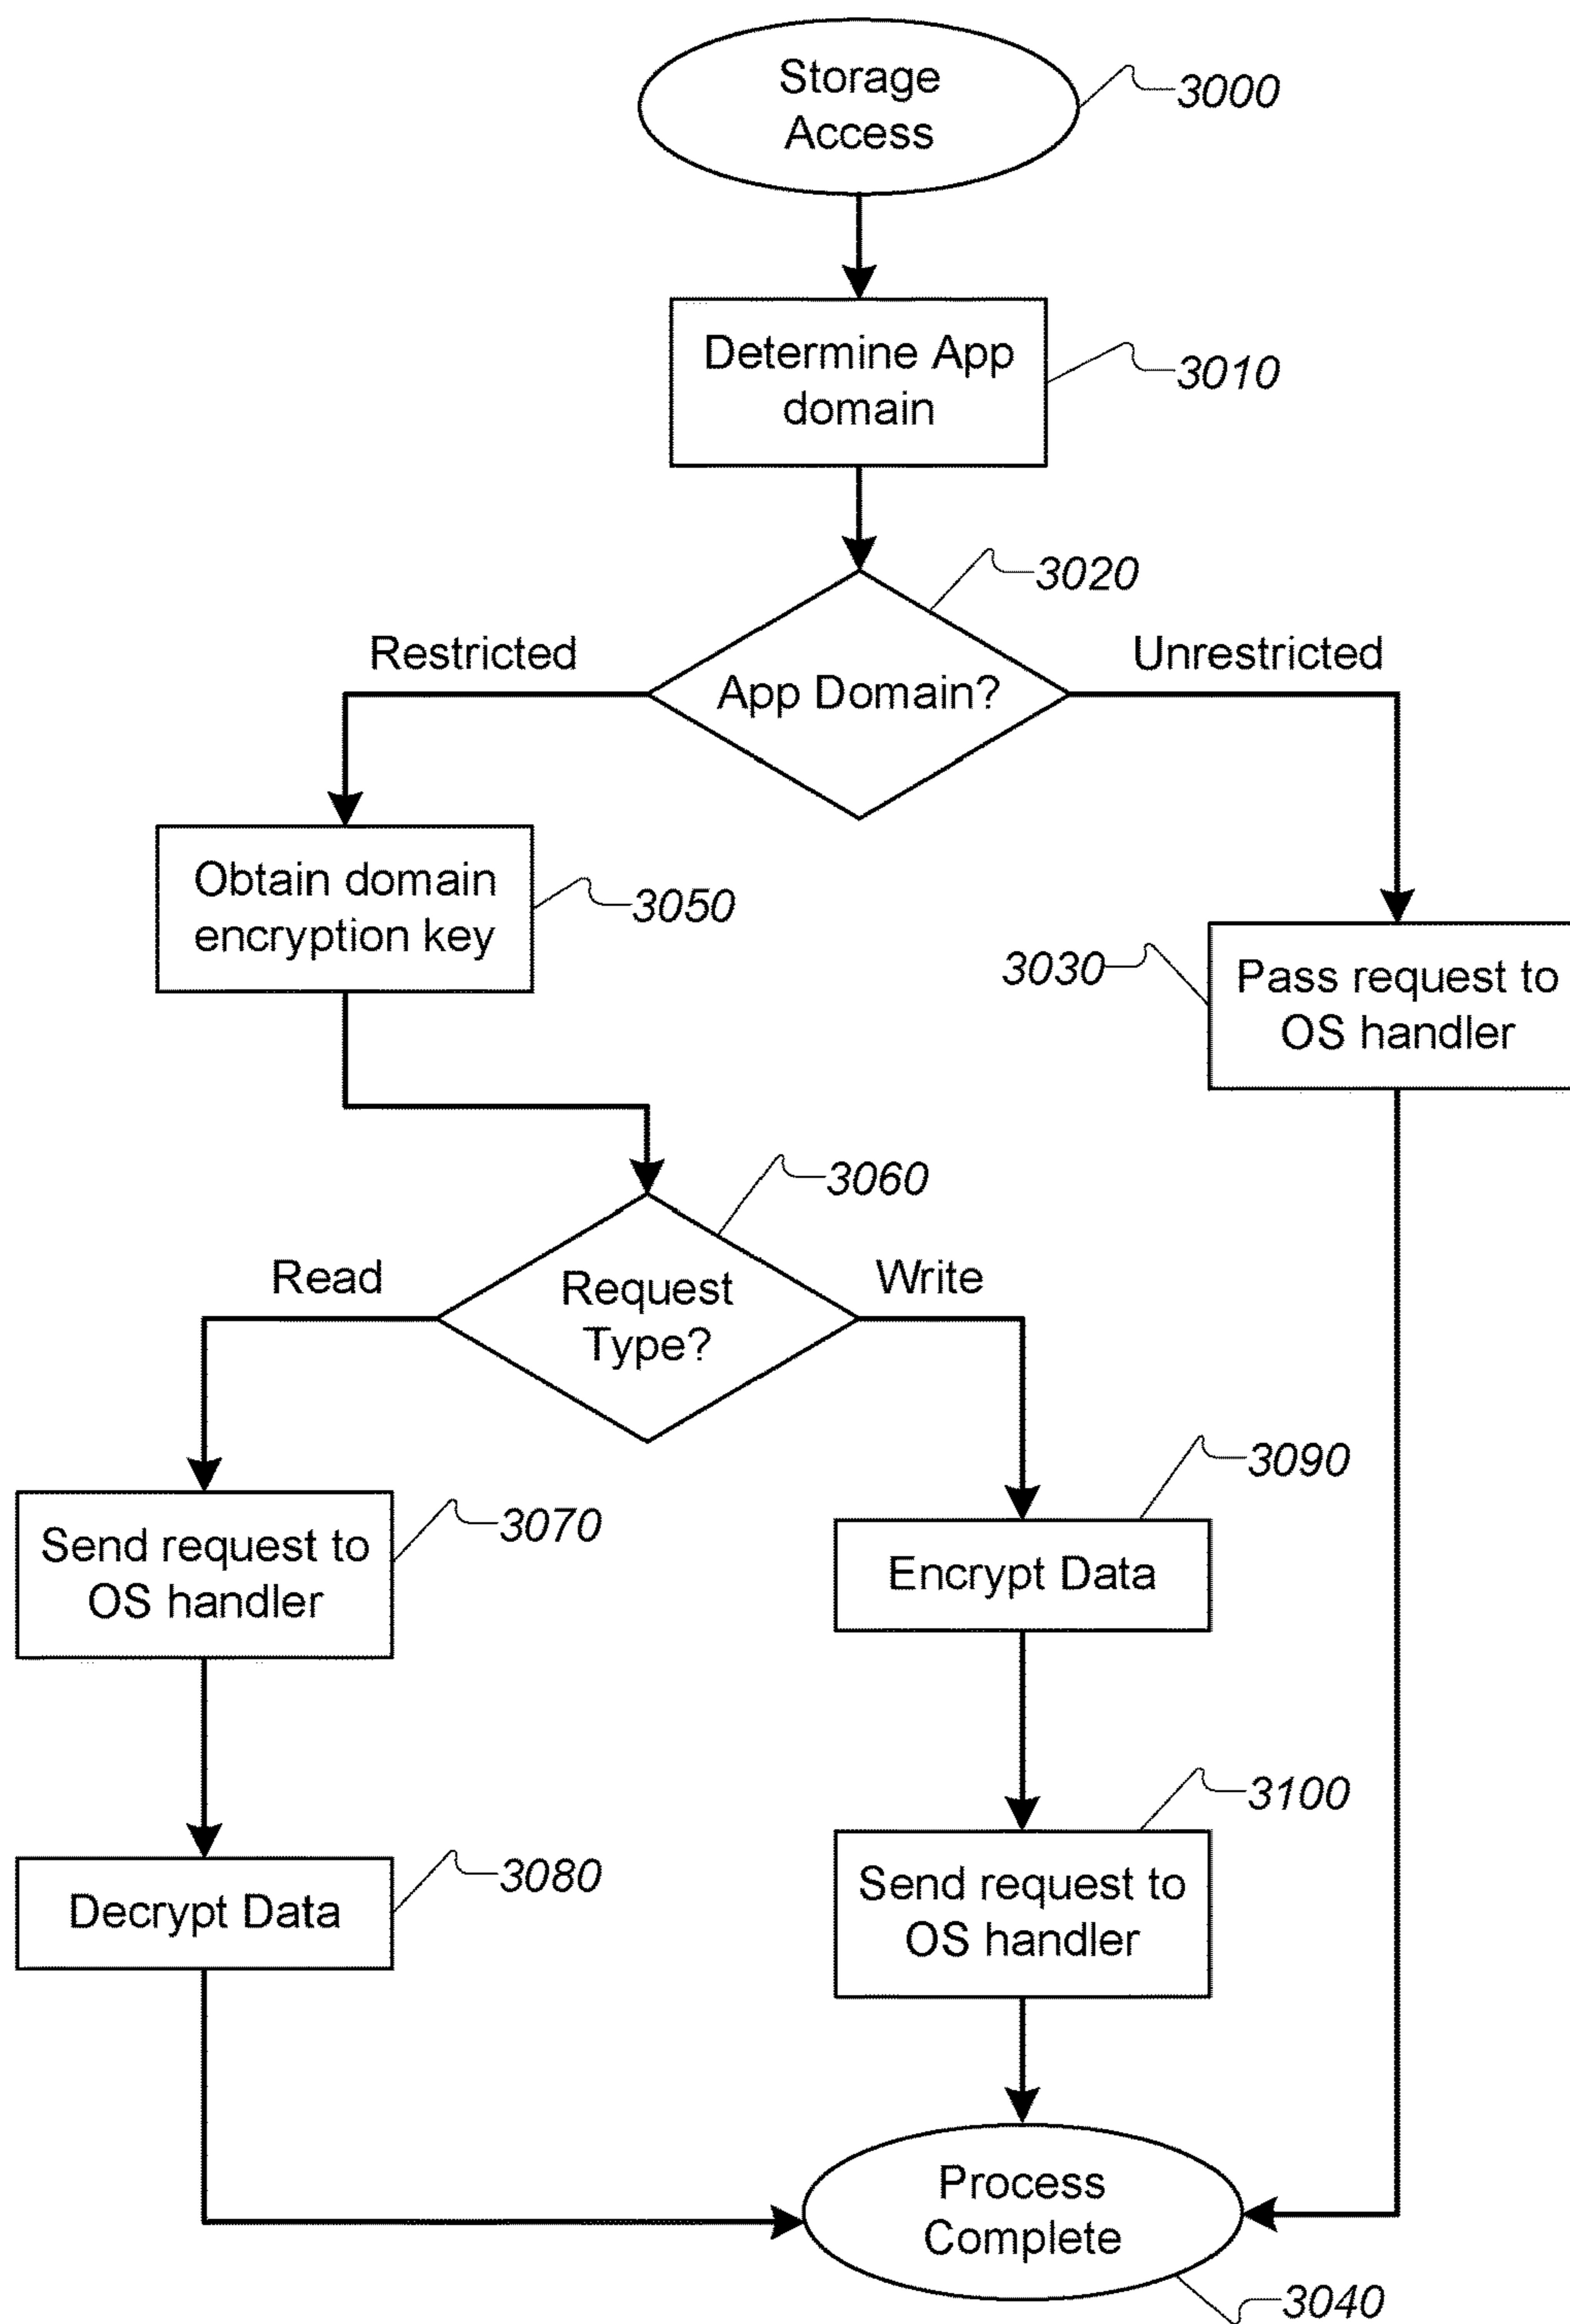 Storage
Access
3000
Determine App
domain
3010
3020
Restricted
Unrestricted
App Domain?
Obtain domain
encryption key
3050
3030
Pass request to
OS handler
3060
Read
Write
Request
Type?
3090
Send request to
OS handler
3070
Encrypt Data
3100
Decrypt Data
3080
Send request to
OS handler
Process
Complete
3040